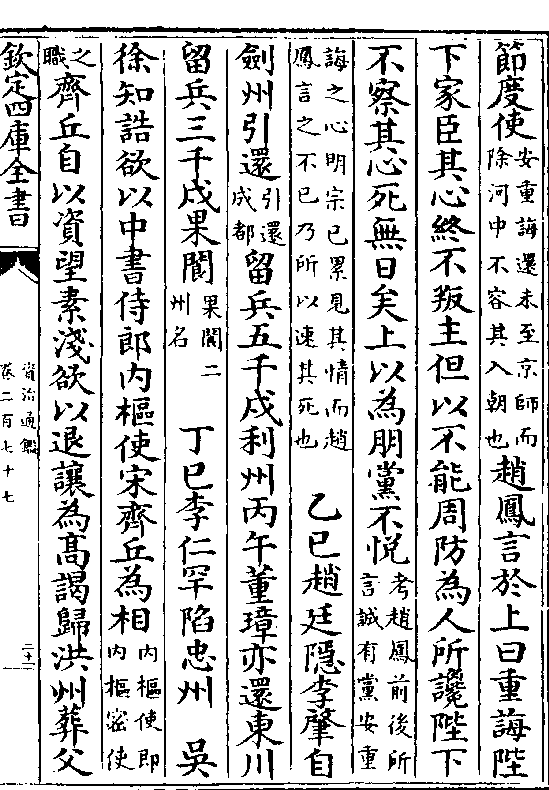 節度使安重誨還未至京師而除河中不容其入朝也趙鳳言於上曰重誨陛
下家臣其心終不叛主但以不能周防為人所讒陛下
不察其心死無日矣上以為朋黨不悅考趙鳳前後所言誠有黨安重
誨之心明宗已累見其情而趙鳳言之不已乃所以速其死也　乙巳趙廷隱李肇自
劍州引還引還成都留兵五千戍利州丙午董璋亦還東川
留兵三千戍果閬果閬二州名　丁巳李仁罕陷忠州　吳
徐知誥欲以中書侍郎內樞使宋齊丘為相內樞使即內樞密使
之職齊丘自以資望素淺欲以退讓為高謁歸洪州葬父
欽定四庫全書
資治通鑑
卷二百七十七